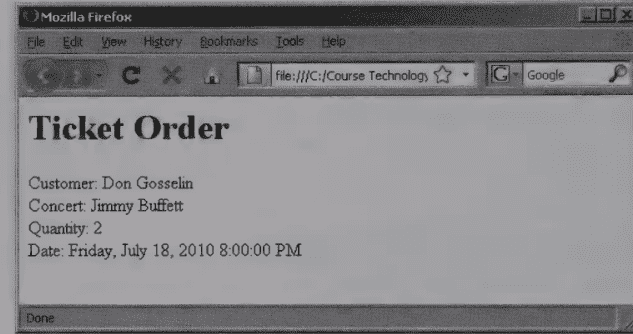 Mozilla Firefox
File Edit View History Bookmarks Tools Help
file:///C:/Course Technology G Google
Ticket Order
Customer: Don Gosselin
Concert: Jimmy Buffett
Quantity: 2
Date: Friday, July 18, 2010 8:00:00 PM
Done